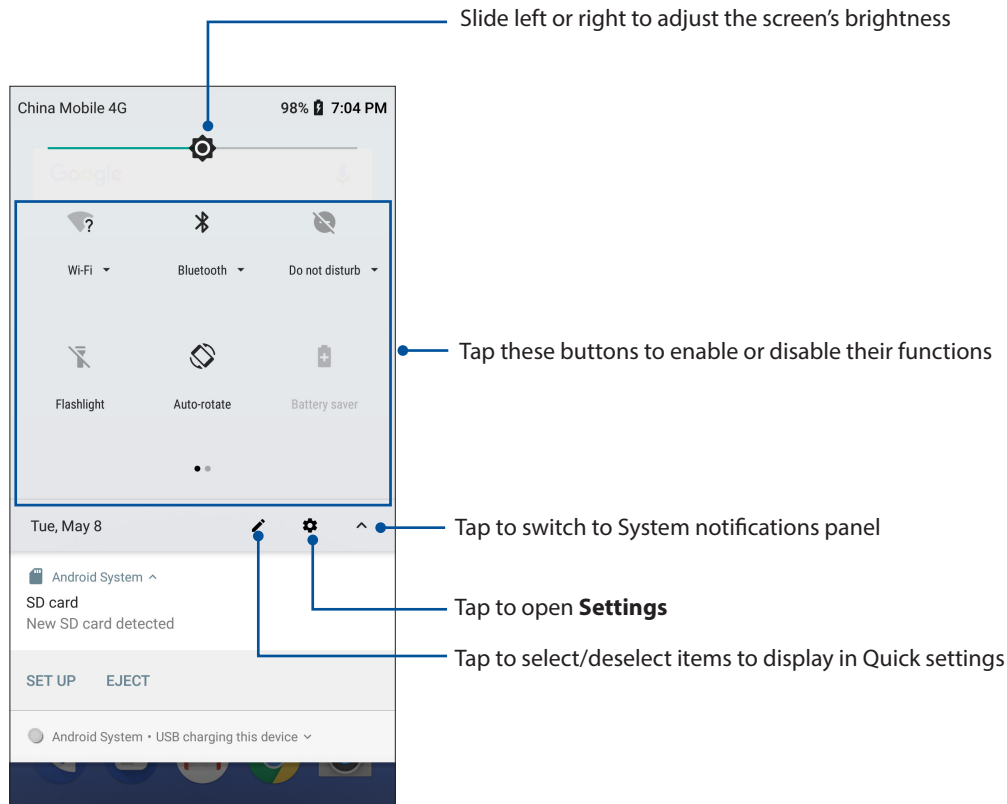 Slide left or right to adjust the screen's brightness
China Mobile 4G 98% 7:04 PM
Google
?
Wi-Fi Bluetooth Do not disturb
Tap these buttons to enable or disable their functions
Flashlight Auto-rotate Battery saver
Tue, May 8
Tap to switch to System notifications panel
Android System
SD card
New SD card detected
Tap to open Settings
Tap to select/deselect items to display in Quick settings
SET UP EJECT
Android System • USB charging this device